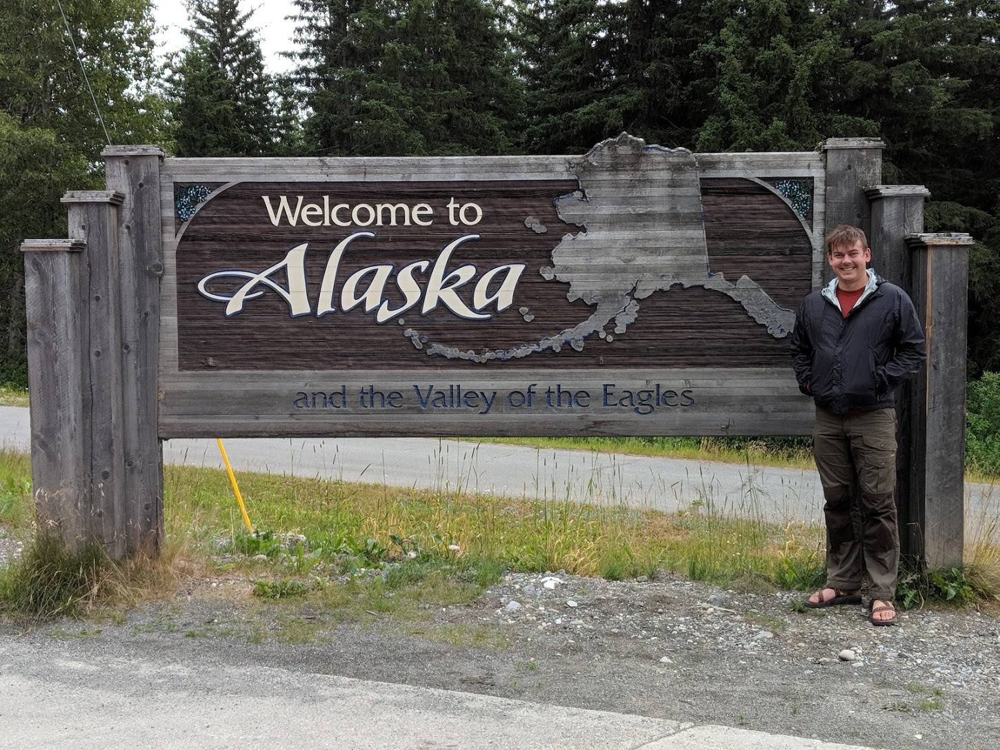 Welcome to
Alaska
and the Valley of the Eagles